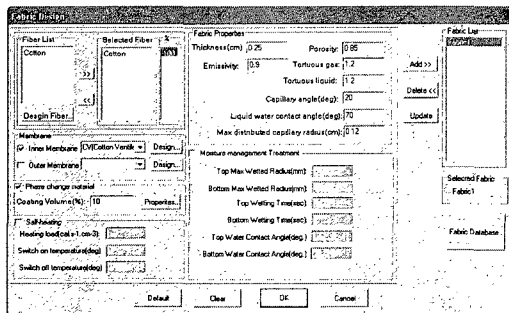 Fabric Design
Fiber List
Cotton
Desgin Fiber..
>>
<<
Selected Fiber
%
Cotton
100
Fabric Properties
Thickness(cm) 0.25
Porosity: 0.85
Emissivity: 0.9
Tortuous gas: 1.2
Tortuous liquid: 1.2
Capillary angle(deg): 20
Liquid water contact angle(deg): 70
Max distributed capillary radius(cm): 0.12
Add >>
Delete <<
Update
Fabric List
Fabric1
Selected Fabric
Fabric1
Fabric Database
Membrane
Inner Membrane
Design...
Outer Membrane
Design...
Phase change material
Coating Volume(%): 10
Properties...
Self-heating
Heating load(cal.s-1.cm-3):
Switch on temperature(deg)
Switch off temperature(deg)
Moisture management Treatment
Top Max Wetted Radius(mm):
Bottom Max Wetted Radius(mm):
Top Wetting Time(sec):
Bottom Wetting Time(sec):
Top Water Contact Angle(deg.)
Bottom Water Contact Angle(deg.)
Default
Clear
OK
Cancel